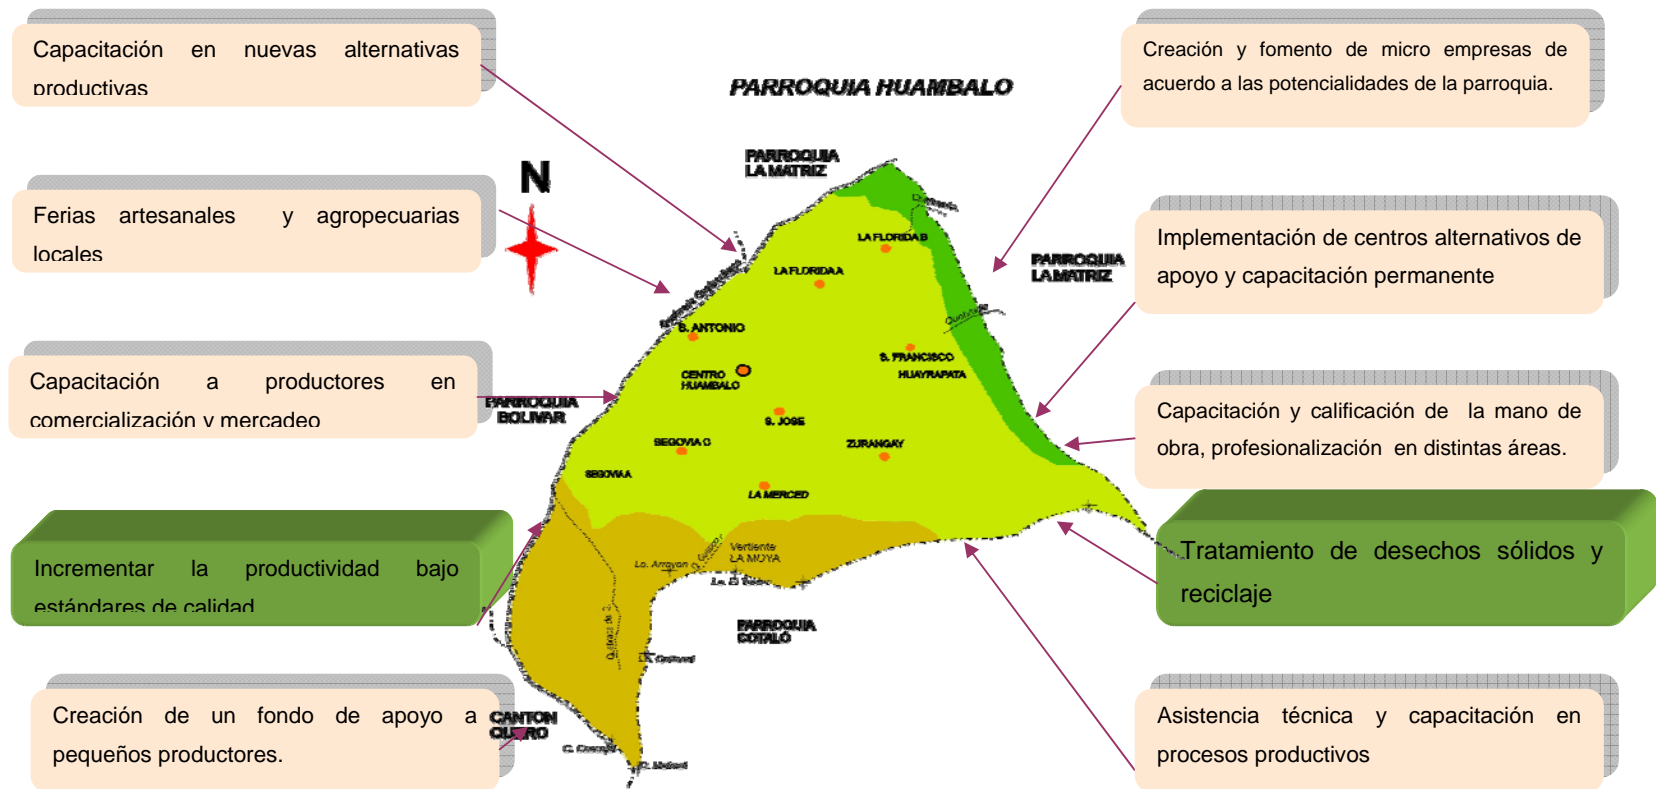 Capacitación en nuevas alternativas
productivas
Creación y fomento de micro empresas de
acuerdo a las potencialidades de la parroquia.
PARROQUIA HUAMBALO
PARROQUIA
LA MATRIZ
N
Ferias artesanales y agropecuarias
locales
Implementación de centros alternativos de
apoyo y capacitación permanente
PARROQUIA
LA MATRIZ
LA FLORIDA B
LA FLORIDA A
S. ANTONIO
S. FRANCISCO
HUAYRAPATA
CENTRO
HUAMBALO
Capacitación a productores en
comercialización y mercadeo
PARROQUIA
BOLIVAR
Capacitación y calificación de la mano de
obra, profesionalización en distintas áreas.
S. JOSE
SEGOVIA C
ZURANGAY
SEGOVIA A
LA MERCED
Incrementar la productividad bajo
estándares de calidad
Vertiente
LA MOYA
Lo. Arrayan
Tratamiento de desechos sólidos y
reciclaje
PARROQUIA
COTALÓ
Creación de un fondo de apoyo a
pequeños productores.
CANTON
QUERO
Asistencia técnica y capacitación en
procesos productivos